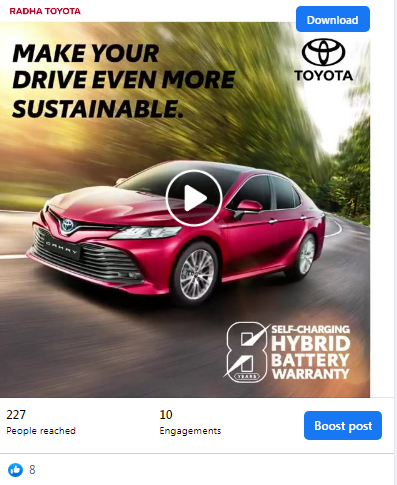 RADHA TOYOTA
Download
MAKE YOUR
DRIVE EVEN MORE
SUSTAINABLE.
TOYOTA
CAMRY
8
YEARS
SELF-CHARGING
HYBRID
BATTERY
WARRANTY
227
People reached
10
Engagements
Boost post
8